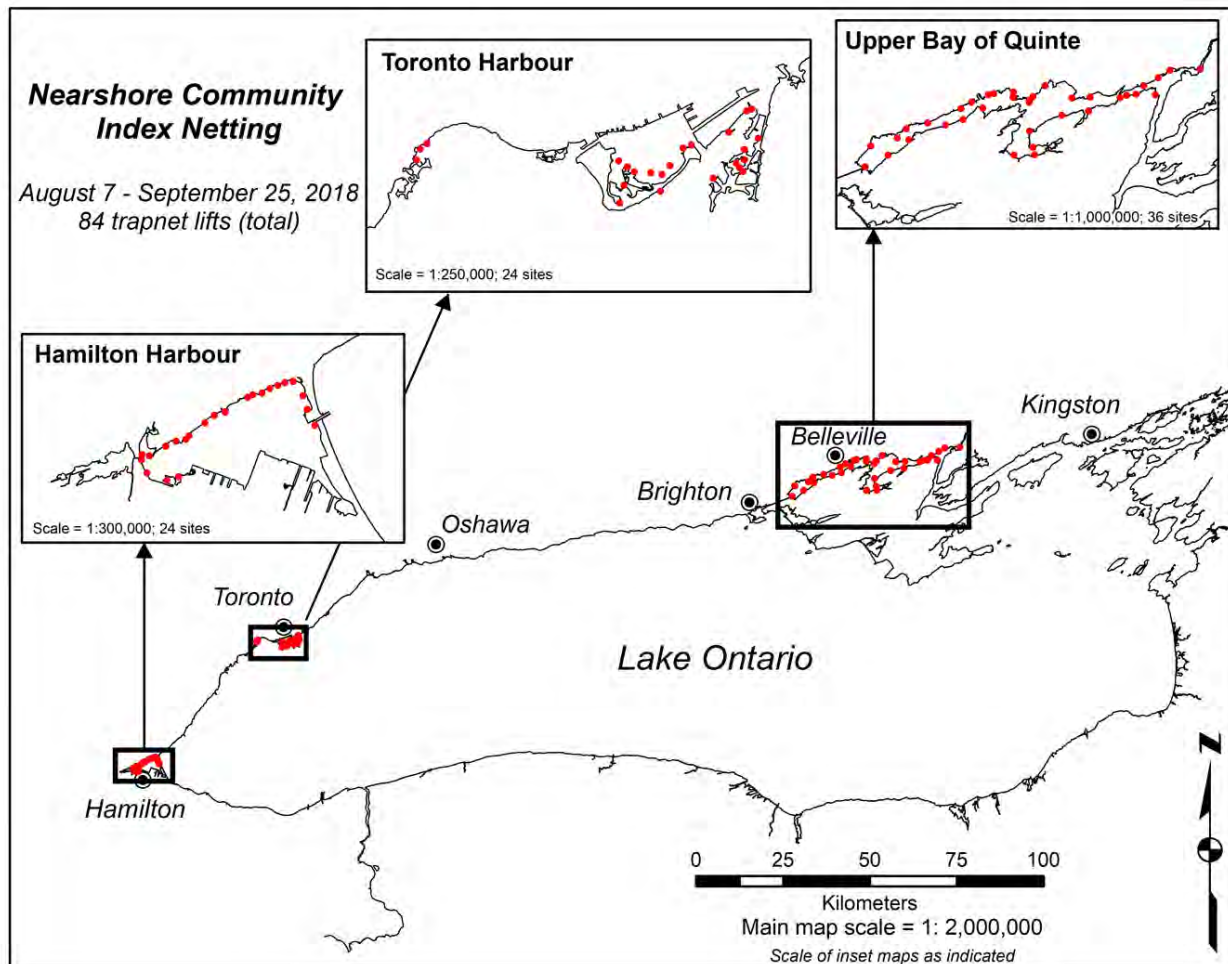 Nearshore Community
Index Netting
August 7 - September 25, 2018
84 trapnet lifts (total)
Toronto Harbour
Scale = 1:250,000; 24 sites
Upper Bay of Quinte
Scale = 1:1,000,000; 36 sites
Hamilton Harbour
Scale = 1:300,000; 24 sites
Kingston
Belleville
Brighton
Oshawa
Toronto
Lake Ontario
Hamilton
N
0 25 50 75 100
Kilometers
Main map scale = 1: 2,000,000
Scale of inset maps as indicated